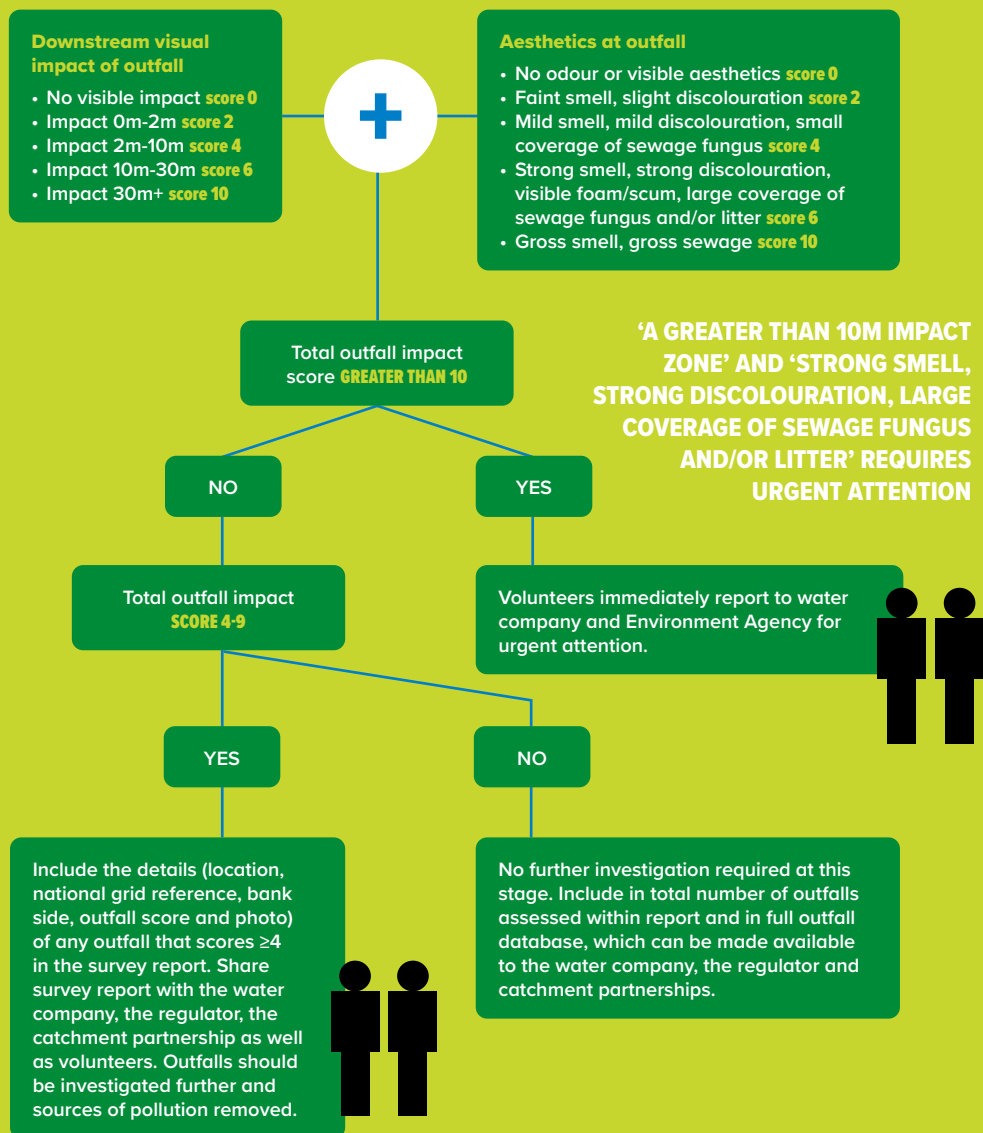 Downstream visual
impact of outfall
• No visible impact score 0
• Impact 0m-2m score 2
• Impact 2m-10m score 4
• Impact 10m-30m score 6
• Impact 30m+ score 10
+
Aesthetics at outfall
• No odour or visible aesthetics score 0
• Faint smell, slight discolouration score 2
• Mild smell, mild discolouration, small
coverage of sewage fungus score 4
• Strong smell, strong discolouration,
visible foam/scum, large coverage of
sewage fungus and/or litter score 6
• Gross smell, gross sewage score 10
Total outfall impact
score GREATER THAN 10
'A GREATER THAN 10M IMPACT
ZONE' AND 'STRONG SMELL,
STRONG DISCOLOURATION, LARGE
COVERAGE OF SEWAGE FUNGUS
AND/OR LITTER' REQUIRES
URGENT ATTENTION
NO
YES
Total outfall impact
SCORE 4-9
Volunteers immediately report to water
company and Environment Agency for
urgent attention.
YES
NO
Include the details (location,
national grid reference, bank
side, outfall score and photo)
of any outfall that scores ≥4
in the survey report. Share
survey report with the water
company, the regulator, the
catchment partnership as well
as volunteers. Outfalls should
be investigated further and
sources of pollution removed.
No further investigation required at this
stage. Include in total number of outfalls
assessed within report and in full outfall
database, which can be made available
to the water company, the regulator and
catchment partnerships.